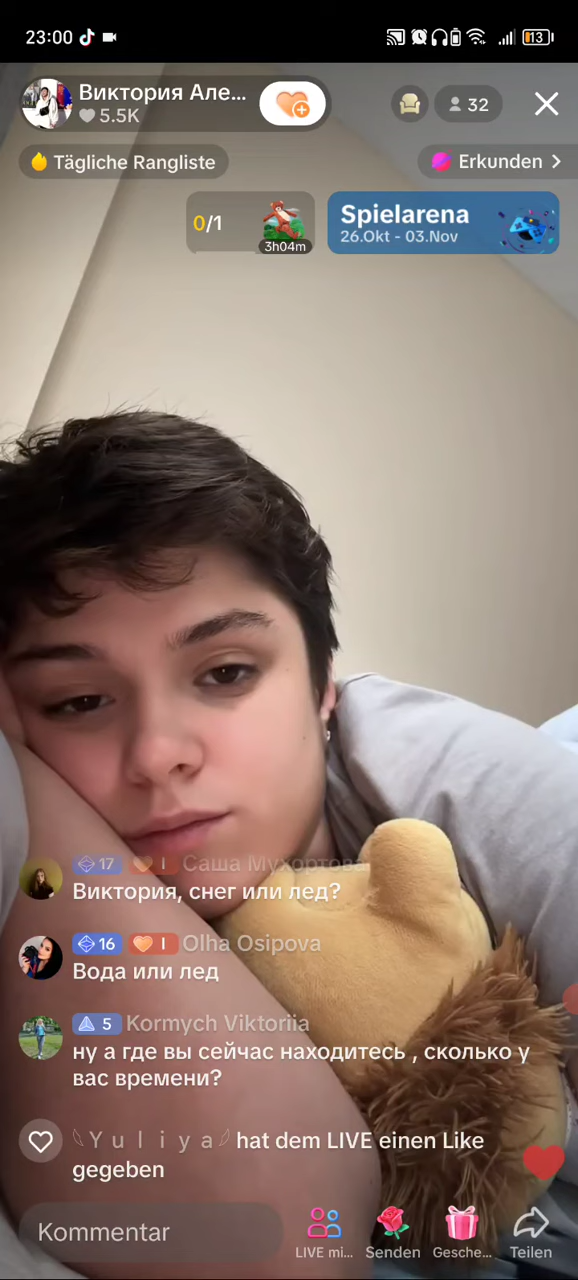 23:00
13
Виктория Але...
5.5K
32
Tägliche Rangliste
Erkunden
0/1
3h04m
Spielarena
26.Okt - 03.Nov
17 I Саша Мухортова
Виктория, снег или лед?
16 I Olha Osipova
Вода или лед
5 Kormych Viktoriia
ну а где вы сейчас находитесь , сколько у
вас времени?
Y u l i y a hat dem LIVE einen Like
gegeben
Kommentar
LIVE mi...
Senden
Gesche...
Teilen